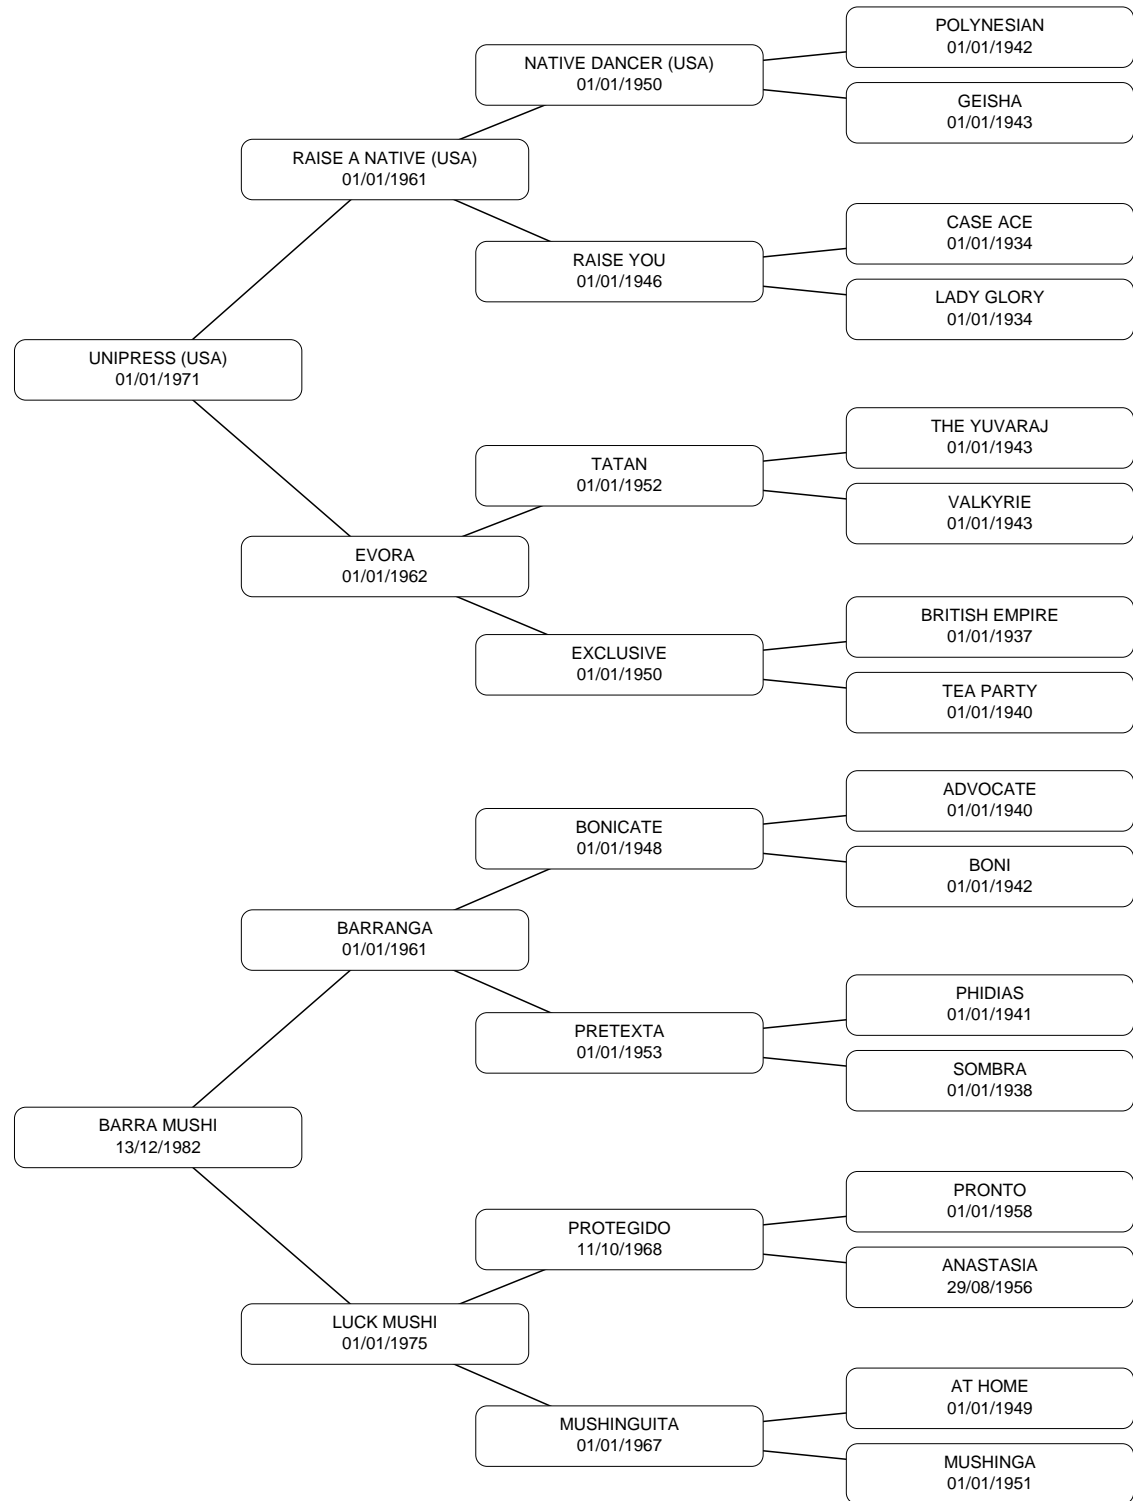 POLYNESIAN
01/01/1942
NATIVE DANCER (USA)
01/01/1950
GEISHA
01/01/1943
RAISE A NATIVE (USA)
01/01/1961
CASE ACE
01/01/1934
RAISE YOU
01/01/1946
LADY GLORY
01/01/1934
UNIPRESS (USA)
01/01/1971
THE YUVARAJ
01/01/1943
TATAN
01/01/1952
VALKYRIE
01/01/1943
EVORA
01/01/1962
BRITISH EMPIRE
01/01/1937
EXCLUSIVE
01/01/1950
TEA PARTY
01/01/1940
ADVOCATE
01/01/1940
BONICATE
01/01/1948
BONI
01/01/1942
BARRANGA
01/01/1961
PHIDIAS
01/01/1941
PRETEXTA
01/01/1953
SOMBRA
01/01/1938
BARRA MUSHI
13/12/1982
PRONTO
01/01/1958
PROTEGIDO
11/10/1968
ANASTASIA
29/08/1956
LUCK MUSHI
01/01/1975
AT HOME
01/01/1949
MUSHINGUITA
01/01/1967
MUSHINGA
01/01/1951